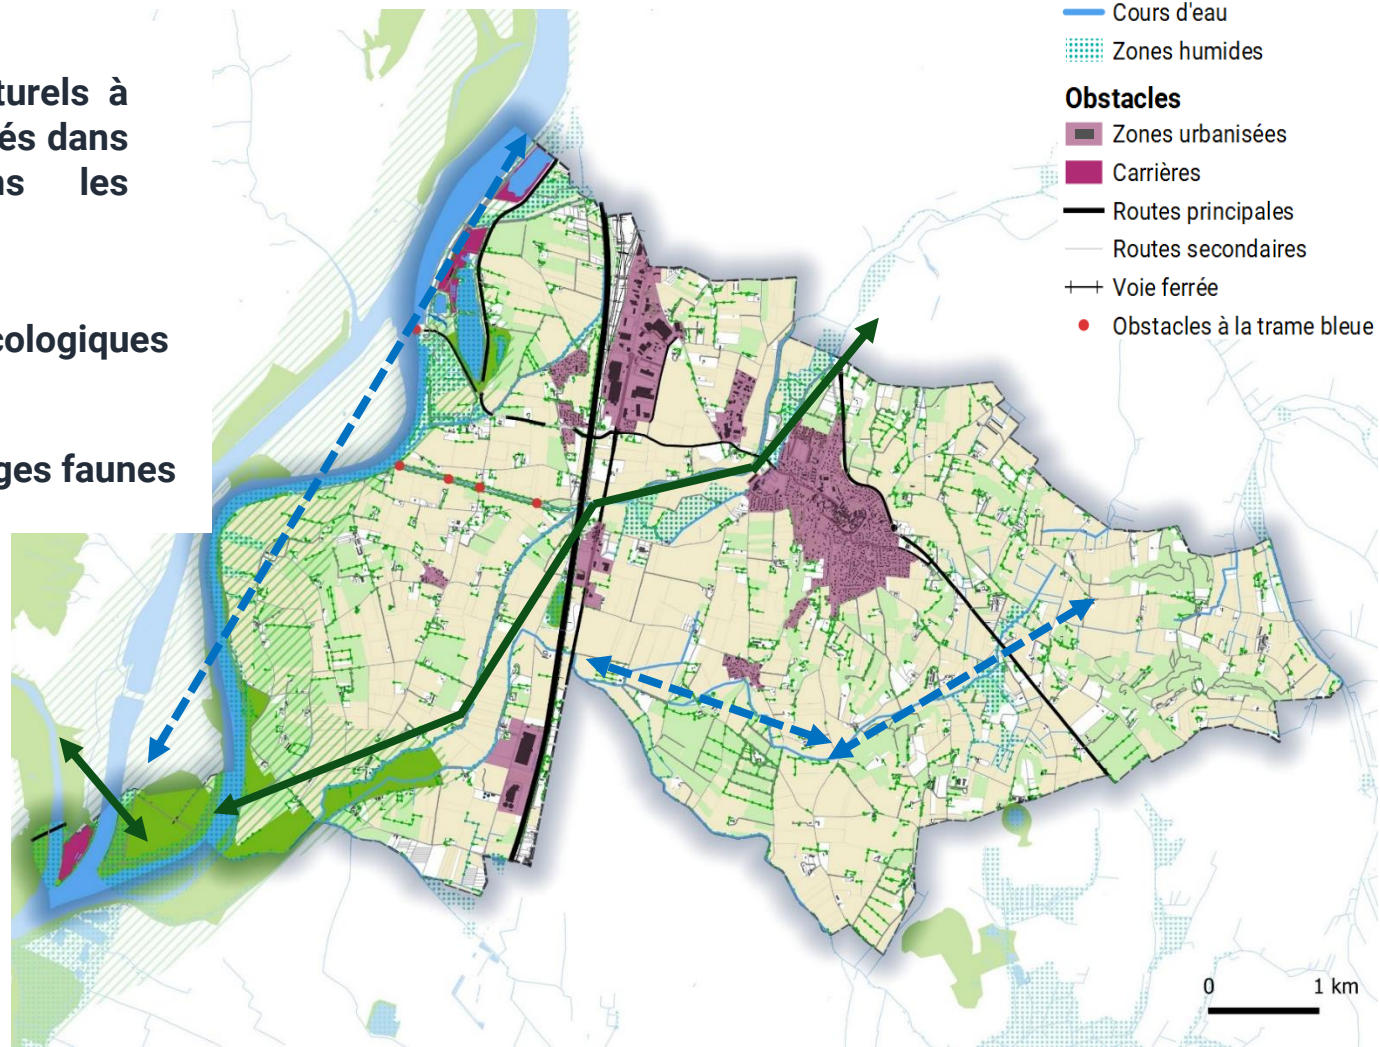 turels à
és dans
ns les
cologiques
ges faunes
Cours d'eau
Zones humides
Obstacles
Zones urbanisées
Carrières
Routes principales
Routes secondaires
Voie ferrée
Obstacles à la trame bleue
0 1 km